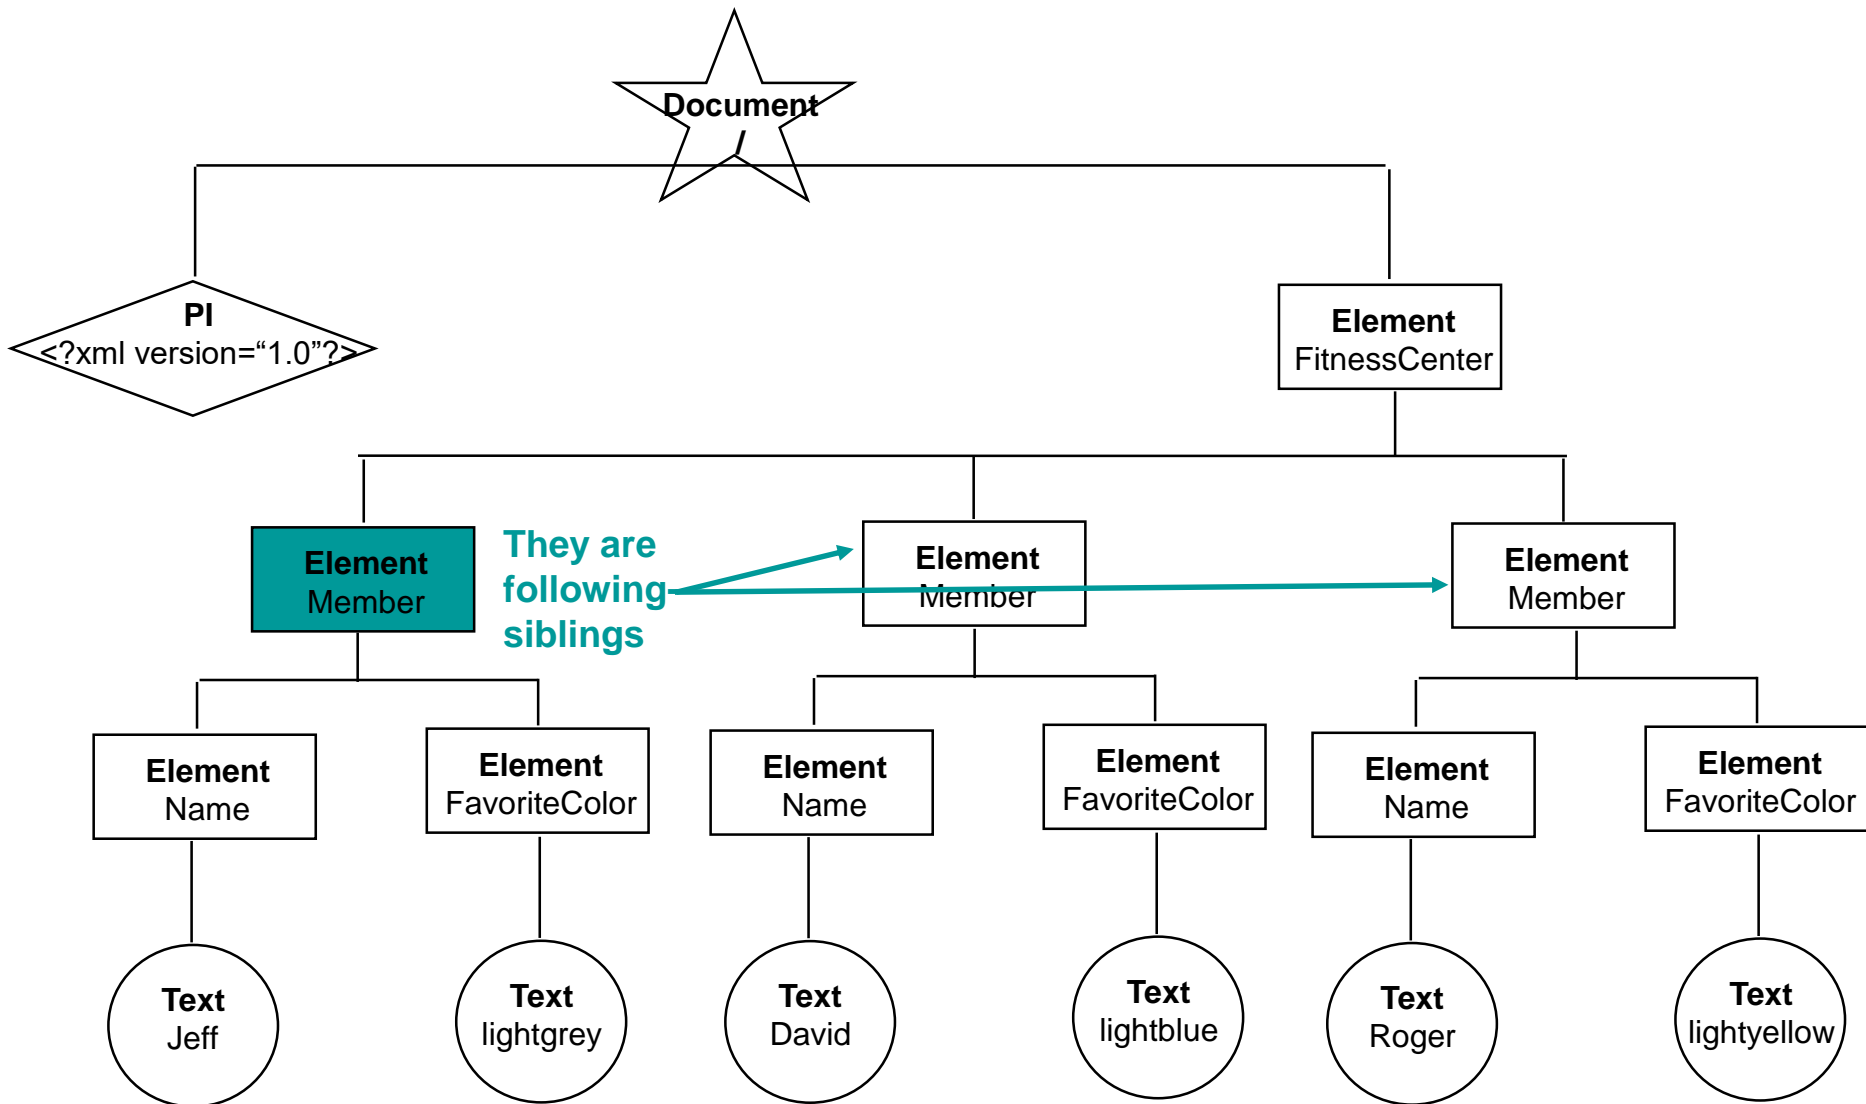 Document
/
PI
<?xml version=“1.0”?>
Element
FitnessCenter
Element
Member
They are
following
siblings
Element
Member
Element
Member
Element
Name
Element
FavoriteColor
Element
Name
Element
FavoriteColor
Element
Name
Element
FavoriteColor
Text
Jeff
Text
lightgrey
Text
David
Text
lightblue
Text
Roger
Text
lightyellow